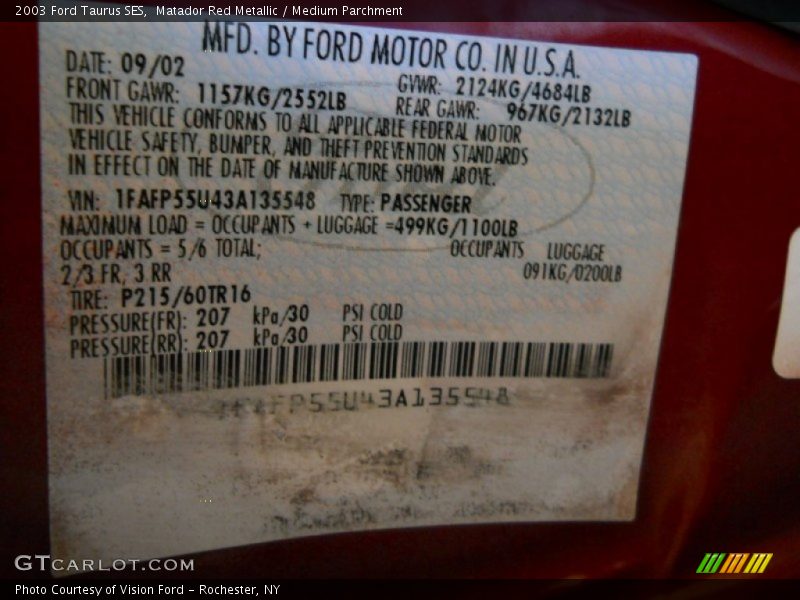 2003 Ford Taurus SES, Matador Red Metallic / Medium Parchment
MFD. BY FORD MOTOR CO. IN U.S.A.
DATE: 09/02 GVWR: 2124KG/4684LB
FRONT GAWR: 1157KG/2552LB REAR GAWR: 967KG/2132LB
THIS VEHICLE CONFORMS TO ALL APPLICABLE FEDERAL MOTOR
VEHICLE SAFETY, BUMPER, AND THEFT PREVENTION STANDARDS
IN EFFECT ON THE DATE OF MANUFACTURE SHOWN ABOVE.
VIN: 1FAFP55U43A135548 TYPE: PASSENGER
MAXIMUM LOAD = OCCUPANTS + LUGGAGE =499KG/1100LB
OCCUPANTS = 5/6 TOTAL; OCCUPANTS LUGGAGE
2/3 FR, 3 RR 091KG/0200LB
TIRE: P215/60TR16
PRESSURE(FR): 207 kPa/30 PSI COLD
PRESSURE(RR): 207 kPa/30 PSI COLD
1FAFP55U43A135548
GTCARLOT.COM
Photo Courtesy of Vision Ford - Rochester, NY